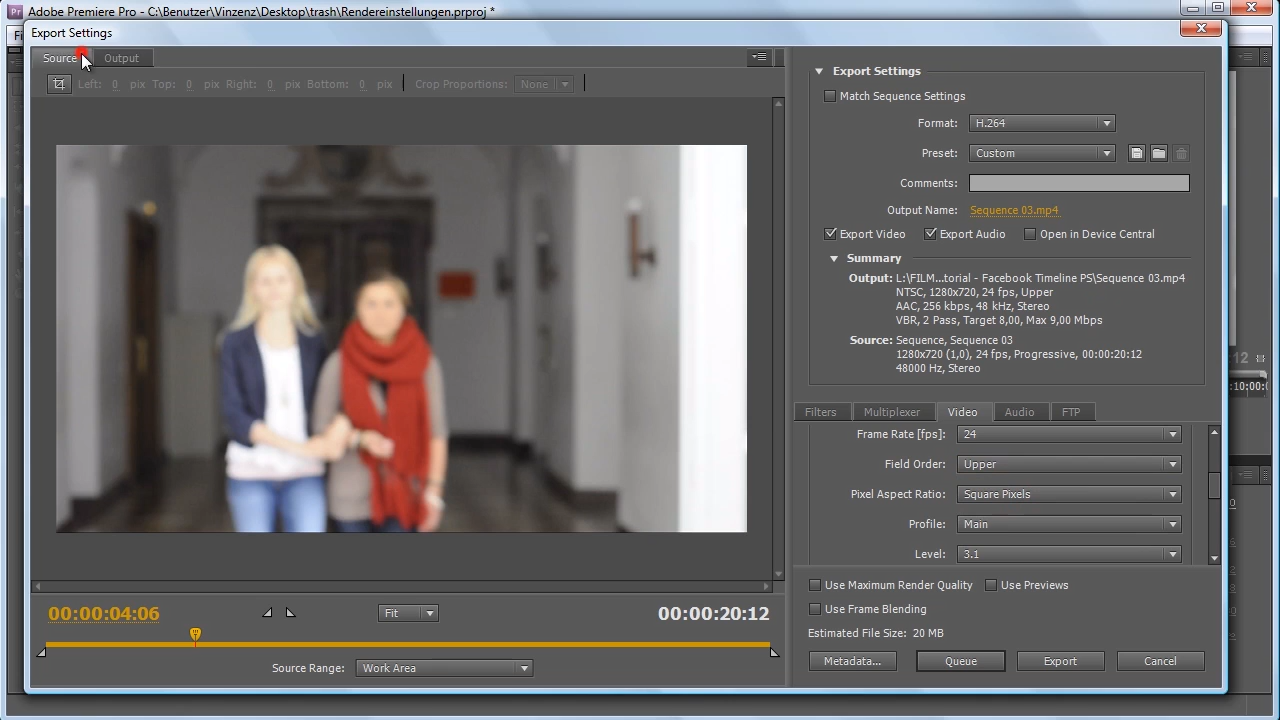 Pr Adobe Premiere Pro - C:\Benutzer\Vinzenz\Desktop\trash\Rendereinstellungen.prproj *
Fi
Export Settings
Source Output
Left: 0 pix Top: 0 pix Right: 0 pix Bottom: 0 pix Crop Proportions: None
Export Settings
Match Sequence Settings
Format: H.264
Preset: Custom
Comments:
Output Name: Sequence 03.mp4
Export Video Export Audio Open in Device Central
Summary
Output: L:\FILM...torial - Facebook Timeline PS\Sequence 03.mp4
NTSC, 1280x720, 24 fps, Upper
AAC, 256 kbps, 48 kHz, Stereo
VBR, 2 Pass, Target 8,00, Max 9,00 Mbps
Source: Sequence, Sequence 03
1280x720 (1,0), 24 fps, Progressive, 00:00:20:12
48000 Hz, Stereo
Filters Multiplexer Video Audio FTP
Frame Rate [fps]: 24
Field Order: Upper
Pixel Aspect Ratio: Square Pixels
Profile: Main
Level: 3.1
Use Maximum Render Quality Use Previews
Use Frame Blending
Estimated File Size: 20 MB
Metadata... Queue Export Cancel
00:00:04:06 Fit 00:00:20:12
Source Range: Work Area
:12
:10;00;(